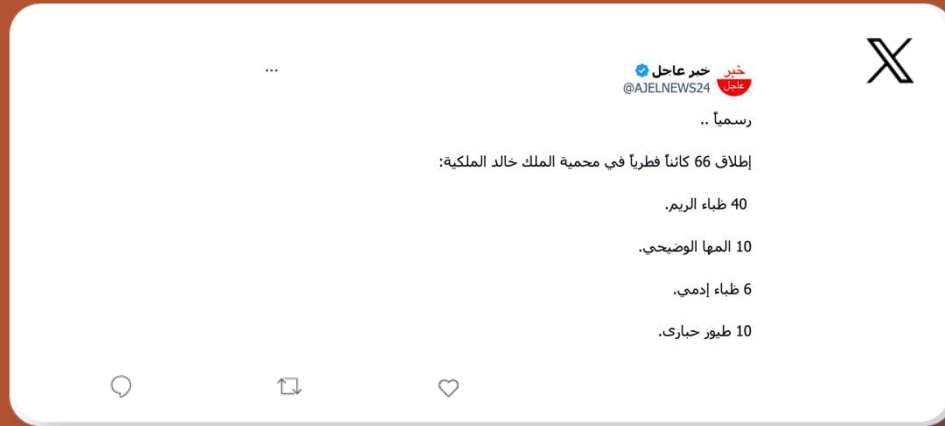 خبر عاجل
@AJELNEWS24
خبر
عاجل
رسمياً ..
إطلاق 66 كائناً فطرياً في محمية الملك خالد الملكية:
40 ظباء الريم.
10 المها الوضيحي.
6 ظباء إدمي.
10 طيور حبارى.